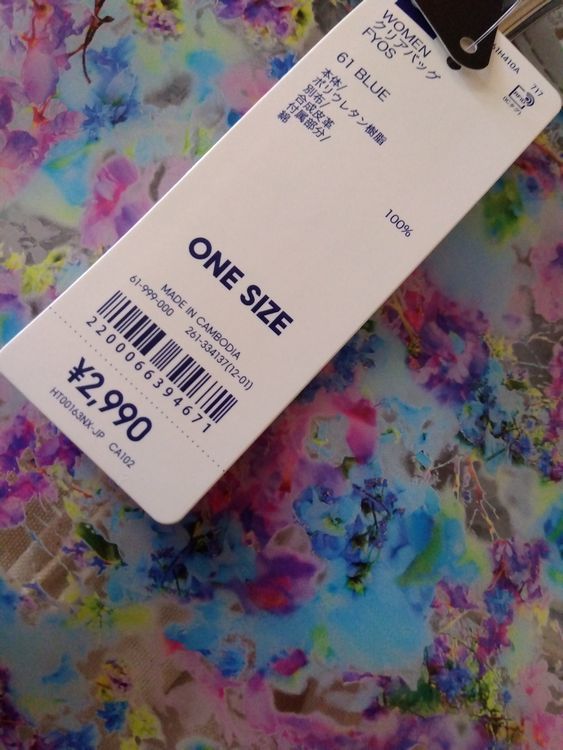 WOMEN
クリアバッグ
FYOS
717
61 BLUE
本体/
ポリウレタン樹脂
別布/
合成皮革
付属部分/
綿
100%
ONE SIZE
MADE IN CAMBODIA
61-999-000
261-334137(12-01)
2200066394671
¥2,990
HT00163NX-JP CA102